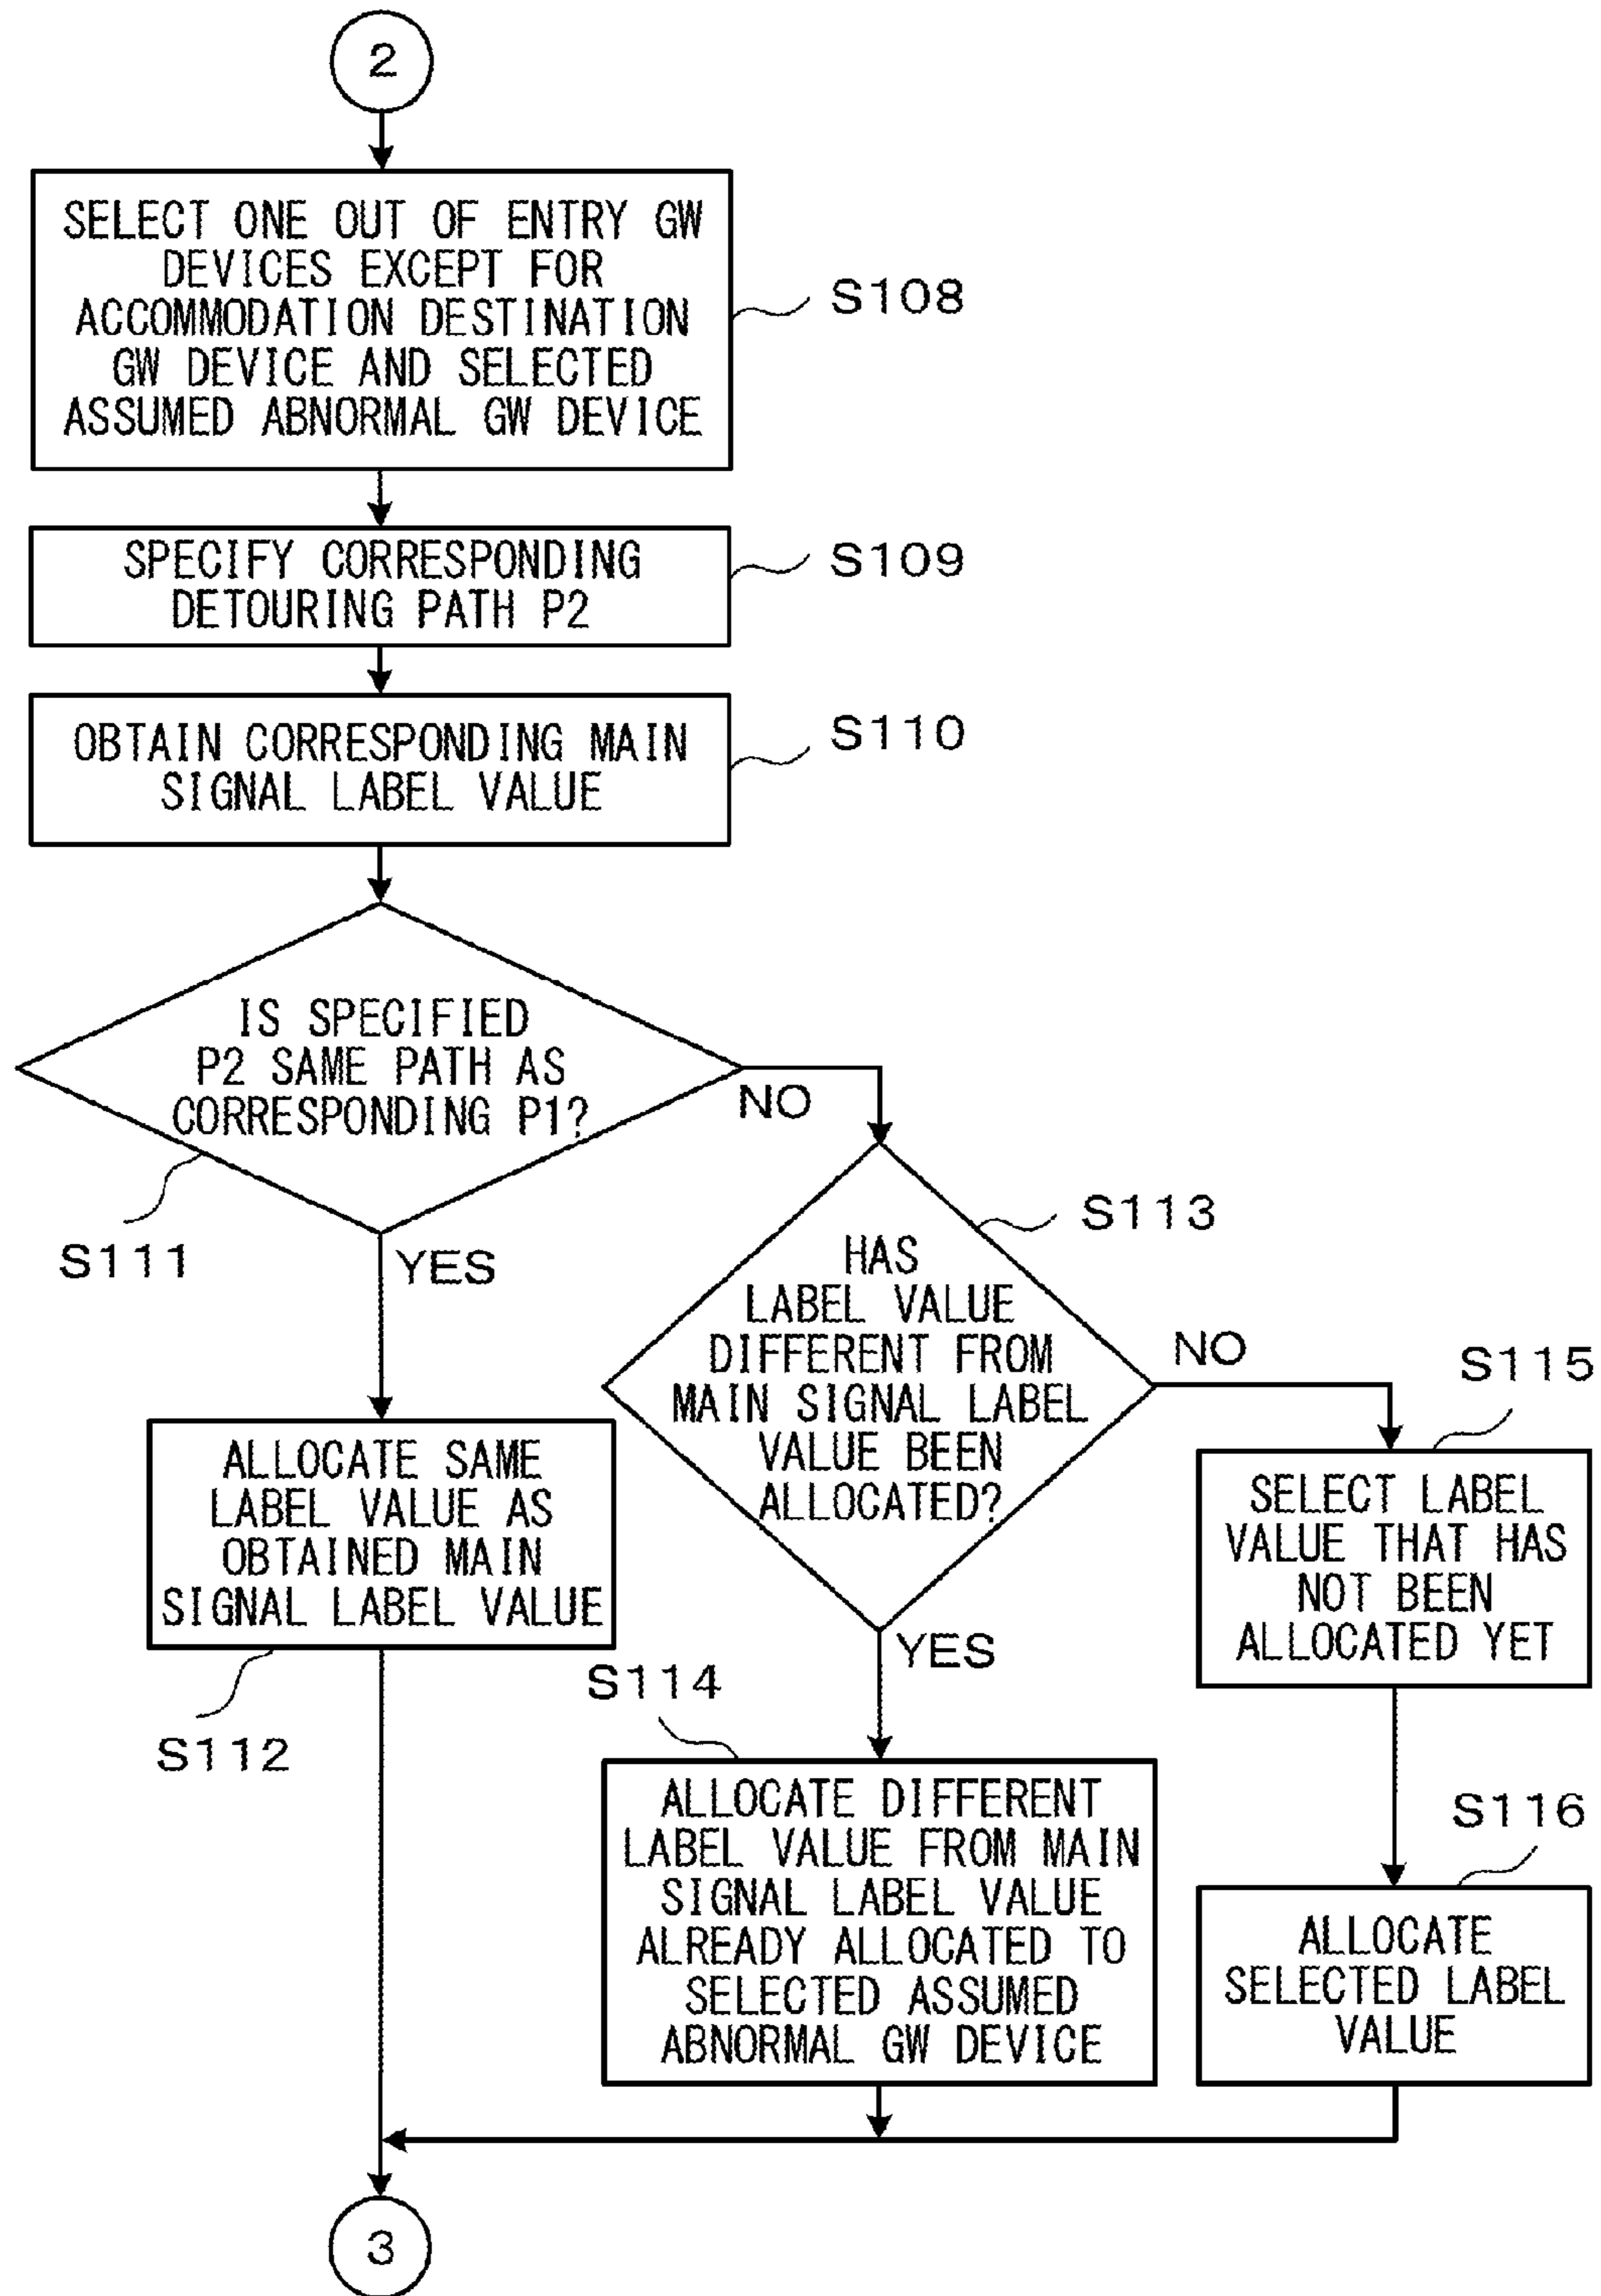 2
SELECT ONE OUT OF ENTRY GW
DEVICES EXCEPT FOR
ACCOMMODATION DESTINATION
GW DEVICE AND SELECTED
ASSUMED ABNORMAL GW DEVICE
S108
SPECIFY CORRESPONDING
DETOURING PATH P2
S109
OBTAIN CORRESPONDING MAIN
SIGNAL LABEL VALUE
S110
IS SPECIFIED
P2 SAME PATH AS
CORRESPONDING P1?
NO
S111
YES
HAS
LABEL VALUE
DIFFERENT FROM
MAIN SIGNAL LABEL
VALUE BEEN
ALLOCATED?
S113
NO
YES
ALLOCATE SAME
LABEL VALUE AS
OBTAINED MAIN
SIGNAL LABEL VALUE
S112
S114
ALLOCATE DIFFERENT
LABEL VALUE FROM MAIN
SIGNAL LABEL VALUE
ALREADY ALLOCATED TO
SELECTED ASSUMED
ABNORMAL GW DEVICE
S115
SELECT LABEL
VALUE THAT HAS
NOT BEEN
ALLOCATED YET
S116
ALLOCATE
SELECTED LABEL
VALUE
3